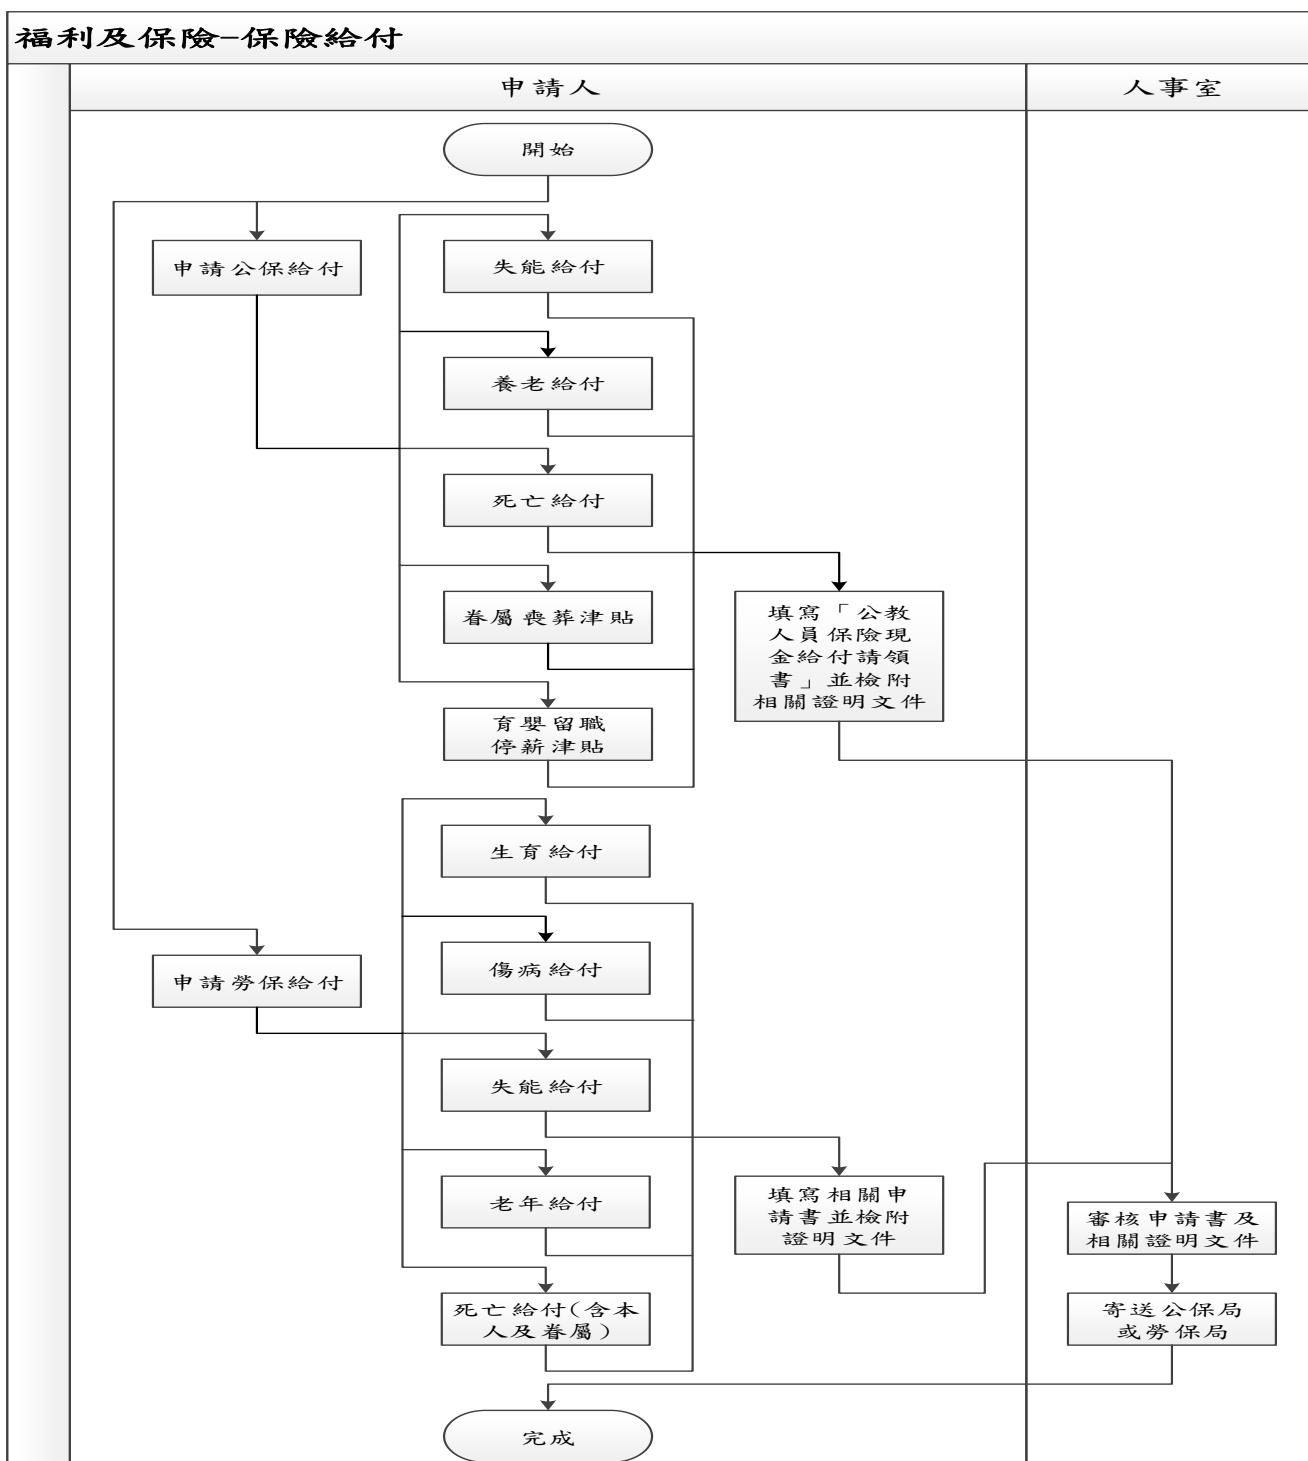 福利及保險-保險給付
申請人
人事室
開始
申請公保給付
失能給付
養老給付
死亡給付
眷屬喪葬津貼
填寫「公教
人員保險現
金給付請領
書」並檢附
相關證明文件
育嬰留職
停薪津貼
生育給付
傷病給付
申請勞保給付
失能給付
老年給付
填寫相關申
請書並檢附
證明文件
審核申請書及
相關證明文件
死亡給付(含本
人及眷屬)
寄送公保局
或勞保局
完成